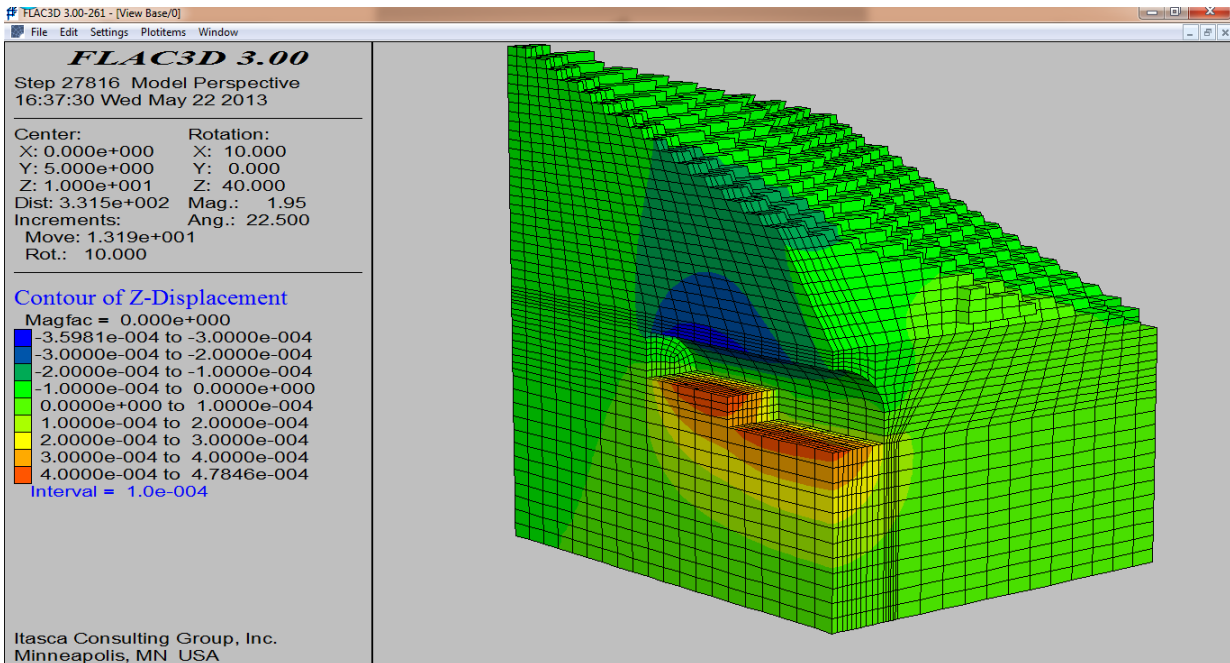 FLAC3D 3.00-261 - [View Base/0]
File Edit Settings Plotitems Window
FLAC3D 3.00
Step 27816 Model Perspective
16:37:30 Wed May 22 2013
Center: Rotation:
X: 0.000e+000 X: 10.000
Y: 5.000e+000 Y: 0.000
Z: 1.000e+001 Z: 40.000
Dist: 3.315e+002 Mag.: 1.95
Increments: Ang.: 22.500
Move: 1.319e+001
Rot.: 10.000
Contour of Z-Displacement
Magfac = 0.000e+000
-3.5981e-004 to -3.0000e-004
-3.0000e-004 to -2.0000e-004
-2.0000e-004 to -1.0000e-004
-1.0000e-004 to 0.0000e+000
0.0000e+000 to 1.0000e-004
1.0000e-004 to 2.0000e-004
2.0000e-004 to 3.0000e-004
3.0000e-004 to 4.0000e-004
4.0000e-004 to 4.7846e-004
Interval = 1.0e-004
Itasca Consulting Group, Inc.
Minneapolis, MN USA